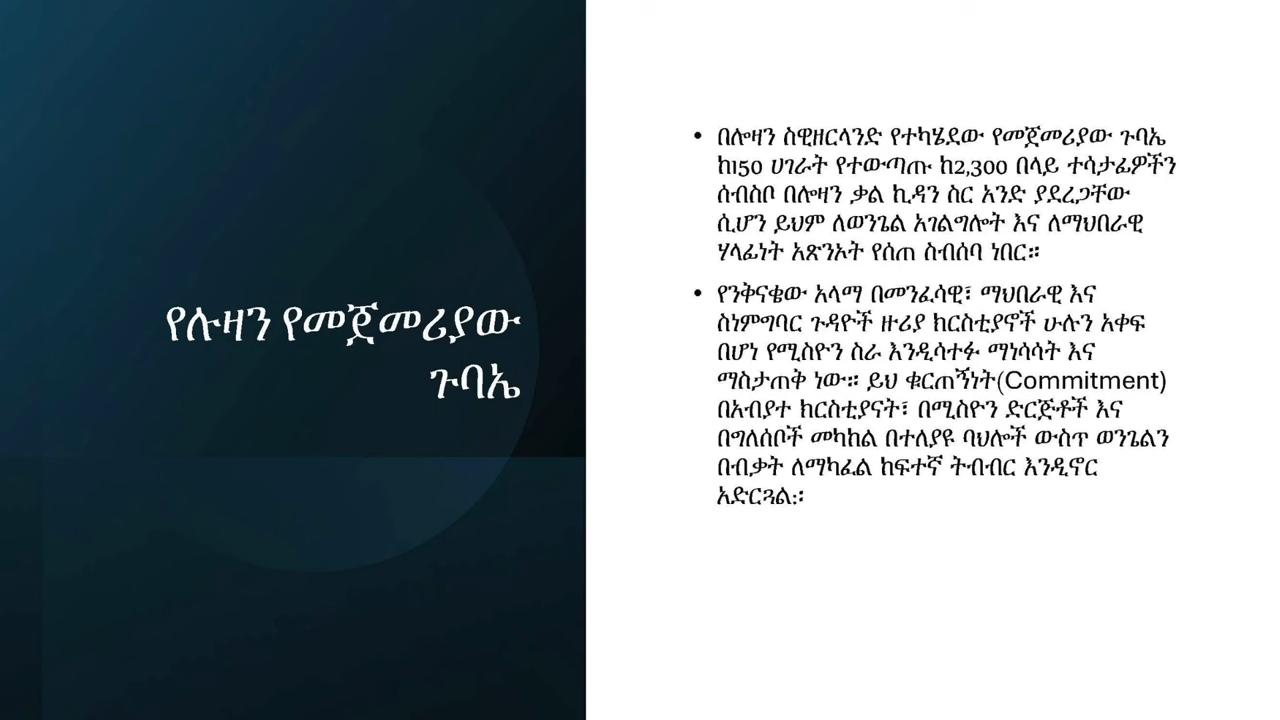 የሉዛን የመጀመሪያው
ጉባኤ
• በሎዛን ስዊዘርላንድ የተካሄደው የመጀመሪያው ጉባኤ
ከ150 ሀገራት የተውጣጡ ከ2,300 በላይ ተሳታፊዎችን
ሰብስቦ በሎዛን ቃል ኪዳን ስር አንድ ያደረጋቸው
ሲሆን ይህም ለወንጌል አገልግሎት እና ለማህበራዊ
ሃላፊነት አጽንኦት የሰጠ ስብሰባ ነበር።
• የንቅናቄው አላማ በመንፈሳዊ፣ ማህበራዊ እና
ስነምግባር ጉዳዮች ዙሪያ ክርስቲያኖች ሁሉን አቀፍ
በሆነ የሚስዮን ስራ እንዲሳተፉ ማነሳሳት እና
ማስታጠቅ ነው። ይህ ቁርጠኝነት(Commitment)
በአብያተ ክርስቲያናት፣ በሚስዮን ድርጅቶች እና
በግለሰቦች መካከል በተለያዩ ባህሎች ውስጥ ወንጌልን
በብቃት ለማካፈል ከፍተኛ ትብብር እንዲኖር
አድርጓል:፡